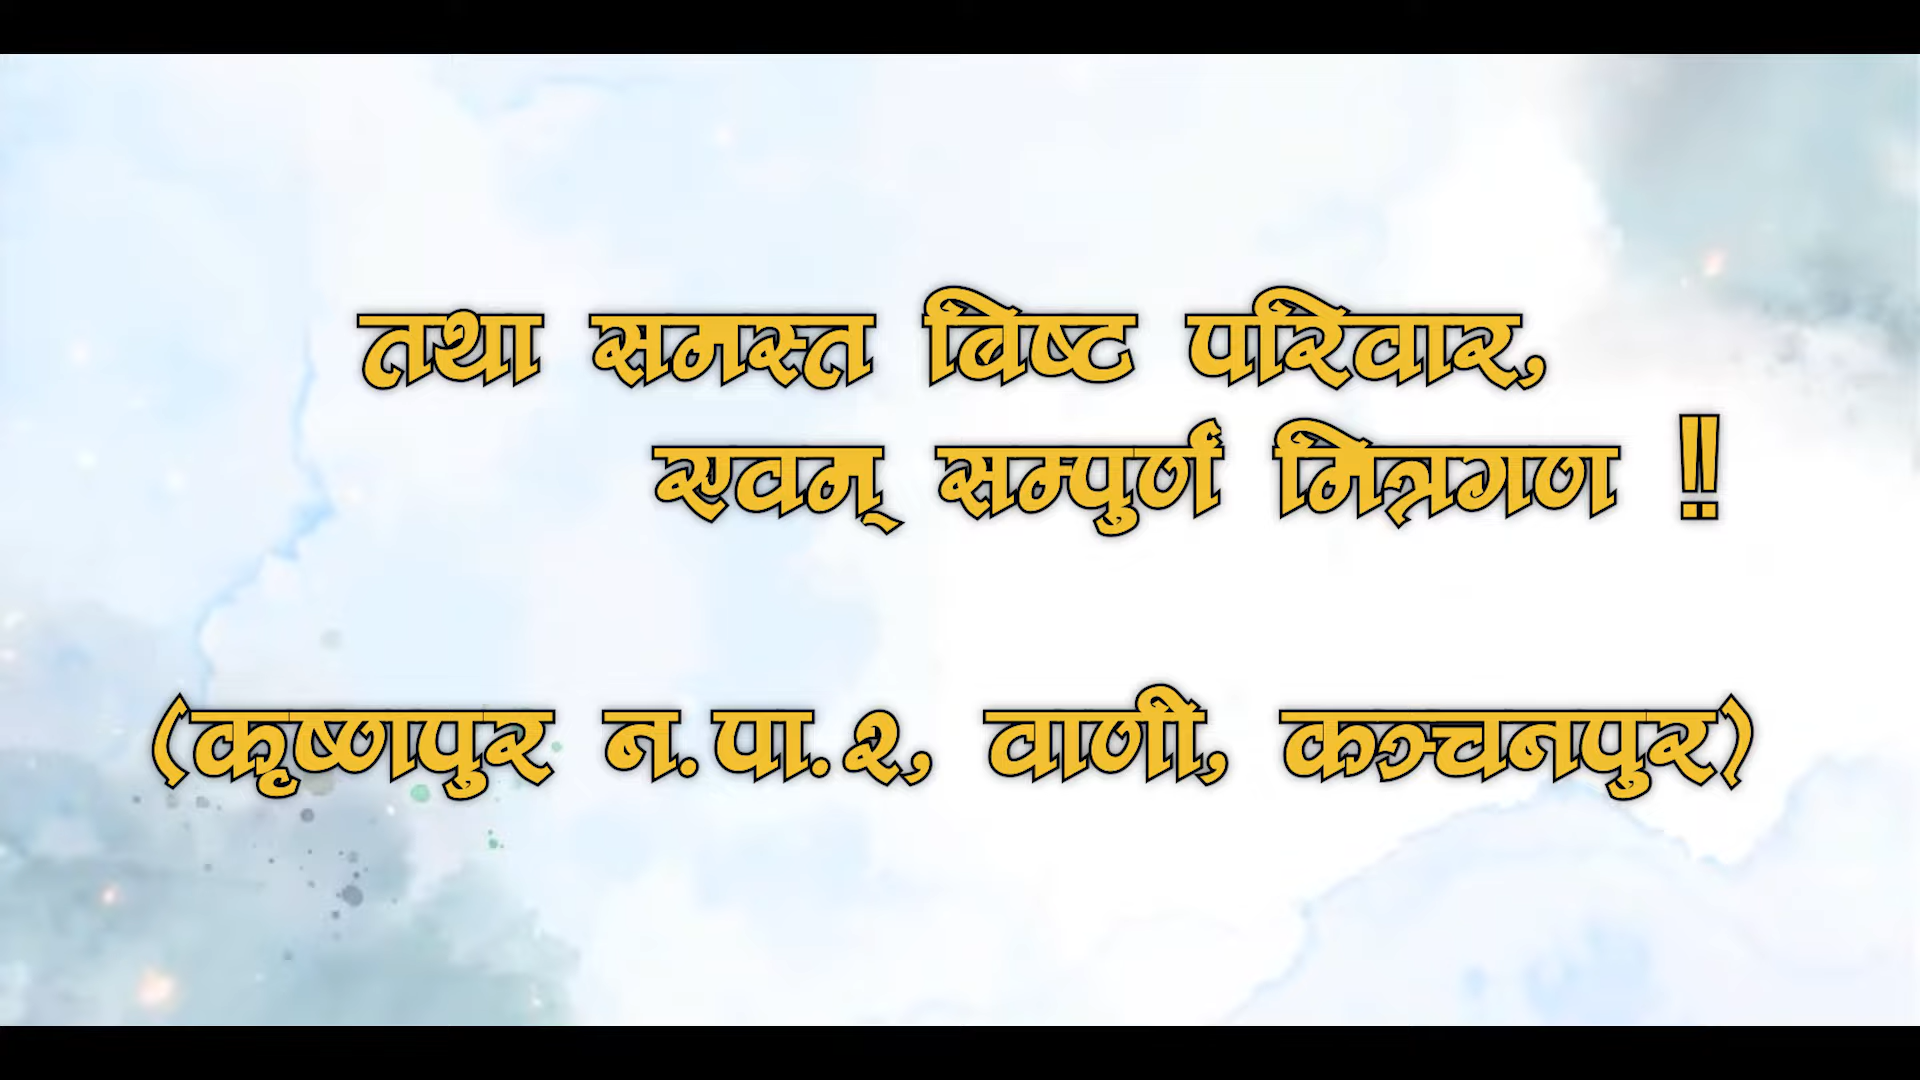 तथा समस्त बिष्ट परिवार,
एवम् सम्पुर्ण मित्रगण !!
(कृष्णपुर न.पा.२, वाणी, कञ्चनपुर)